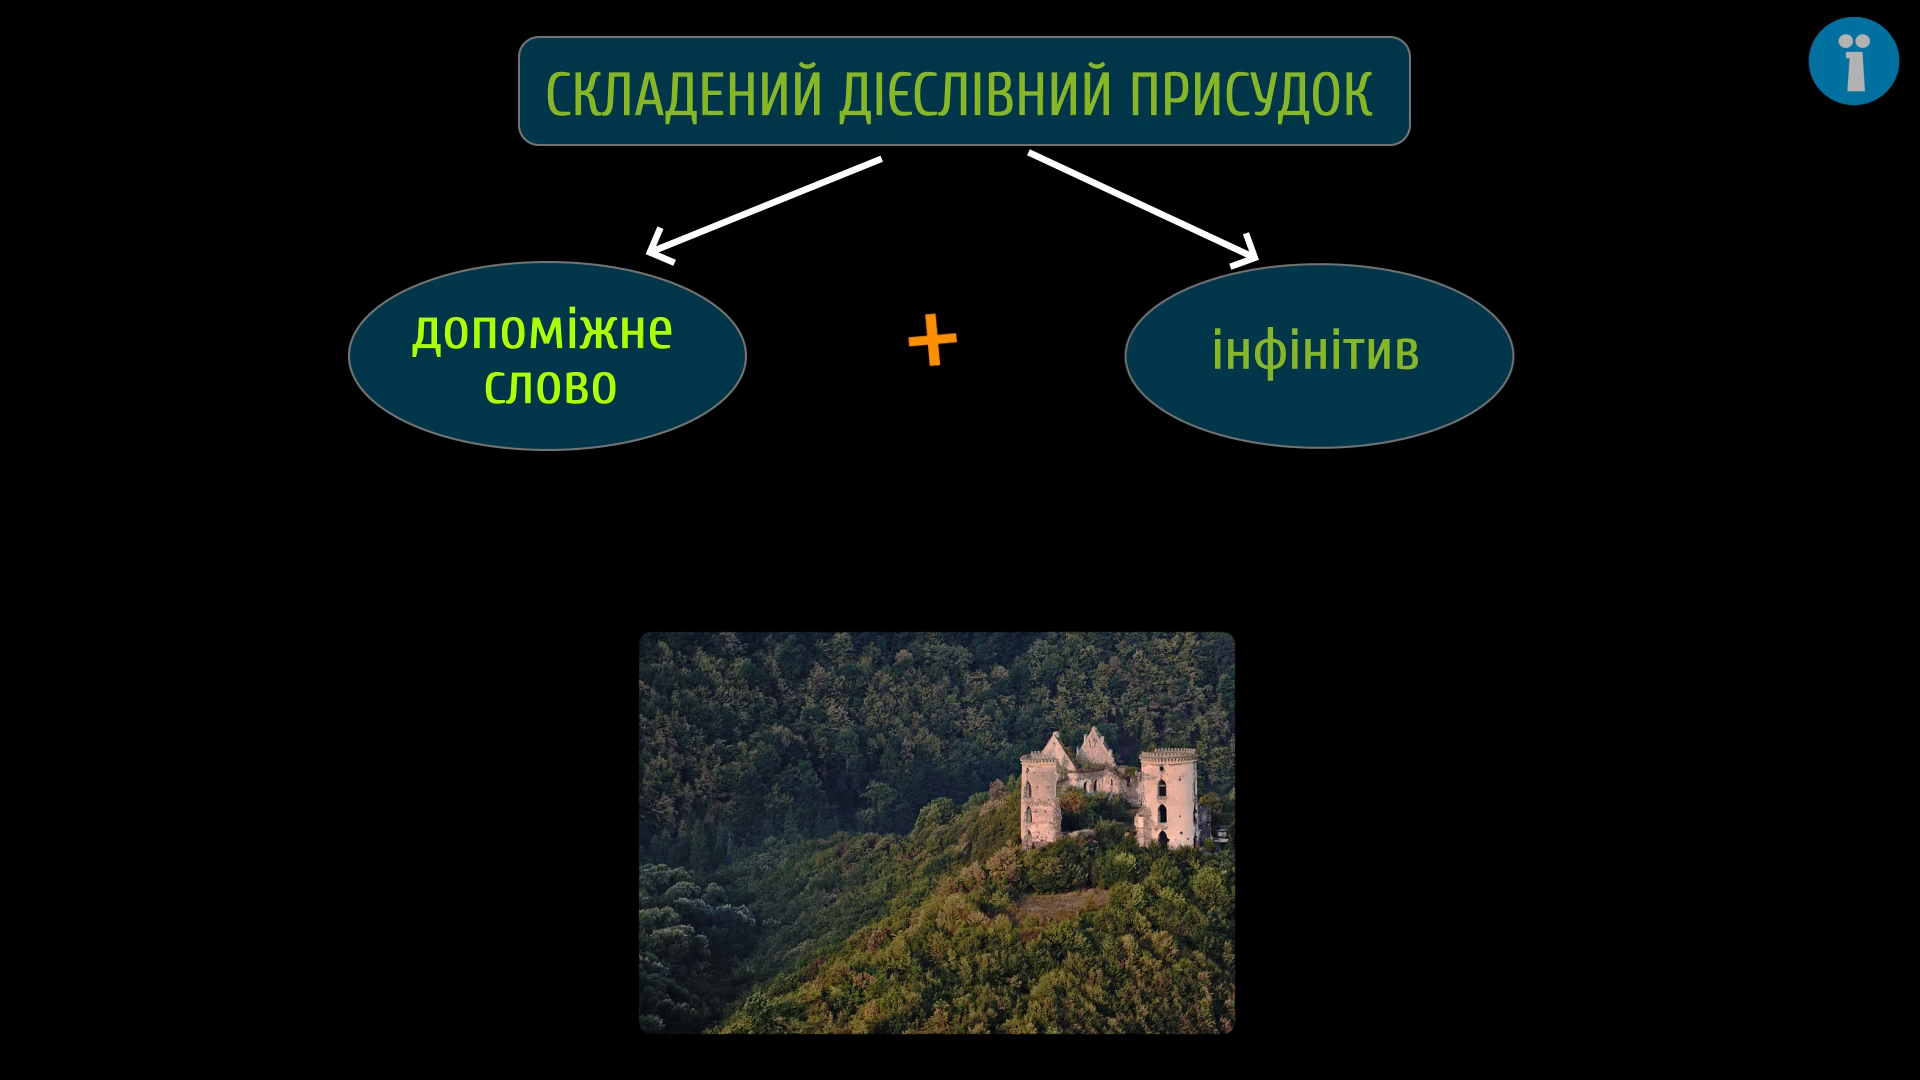 СКЛАДЕНИЙ ДІЄСЛІВНИЙ ПРИСУДОК
ї
допоміжне
слово
+
інфінітив